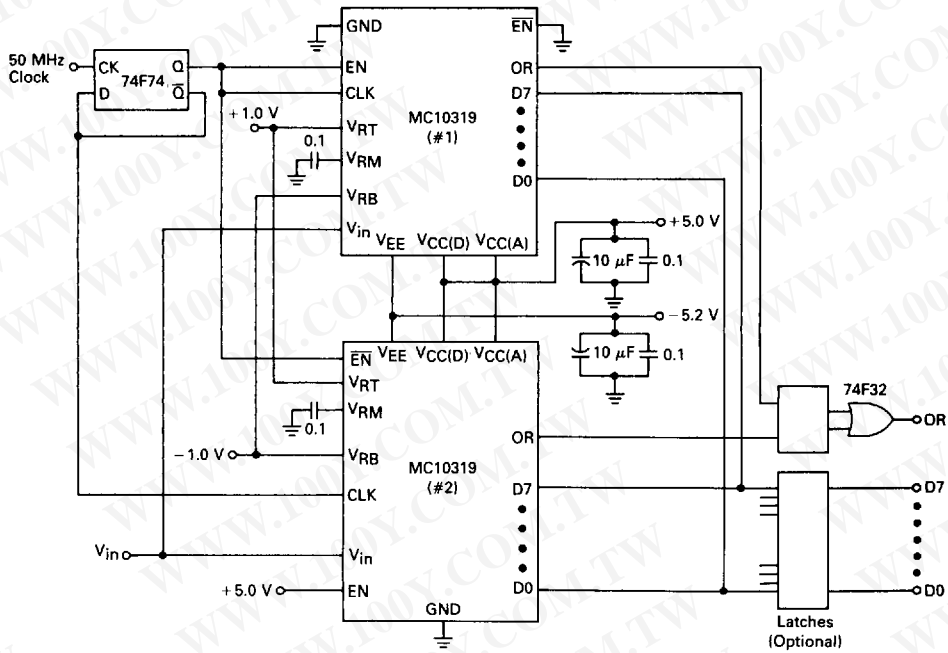 50 MHz
Clock
CK
D
74F74
Q
Q̅
+1.0 V
0.1
GND
EN
CLK
VRT
VRM
VRB
Vin
MC10319
(#1)
E̅N̅
OR
D7
D0
VEE
VCC(D)
VCC(A)
+5.0 V
10 μF
0.1
−5.2 V
10 μF
0.1
E̅N̅
VRT
VRM
0.1
−1.0 V
VRB
CLK
Vin
Vin
+5.0 V
EN
VEE
VCC(D)
VCC(A)
MC10319
(#2)
OR
D7
D0
GND
74F32
OR
D7
D0
Latches
(Optional)
WWW.100Y.COM.TW